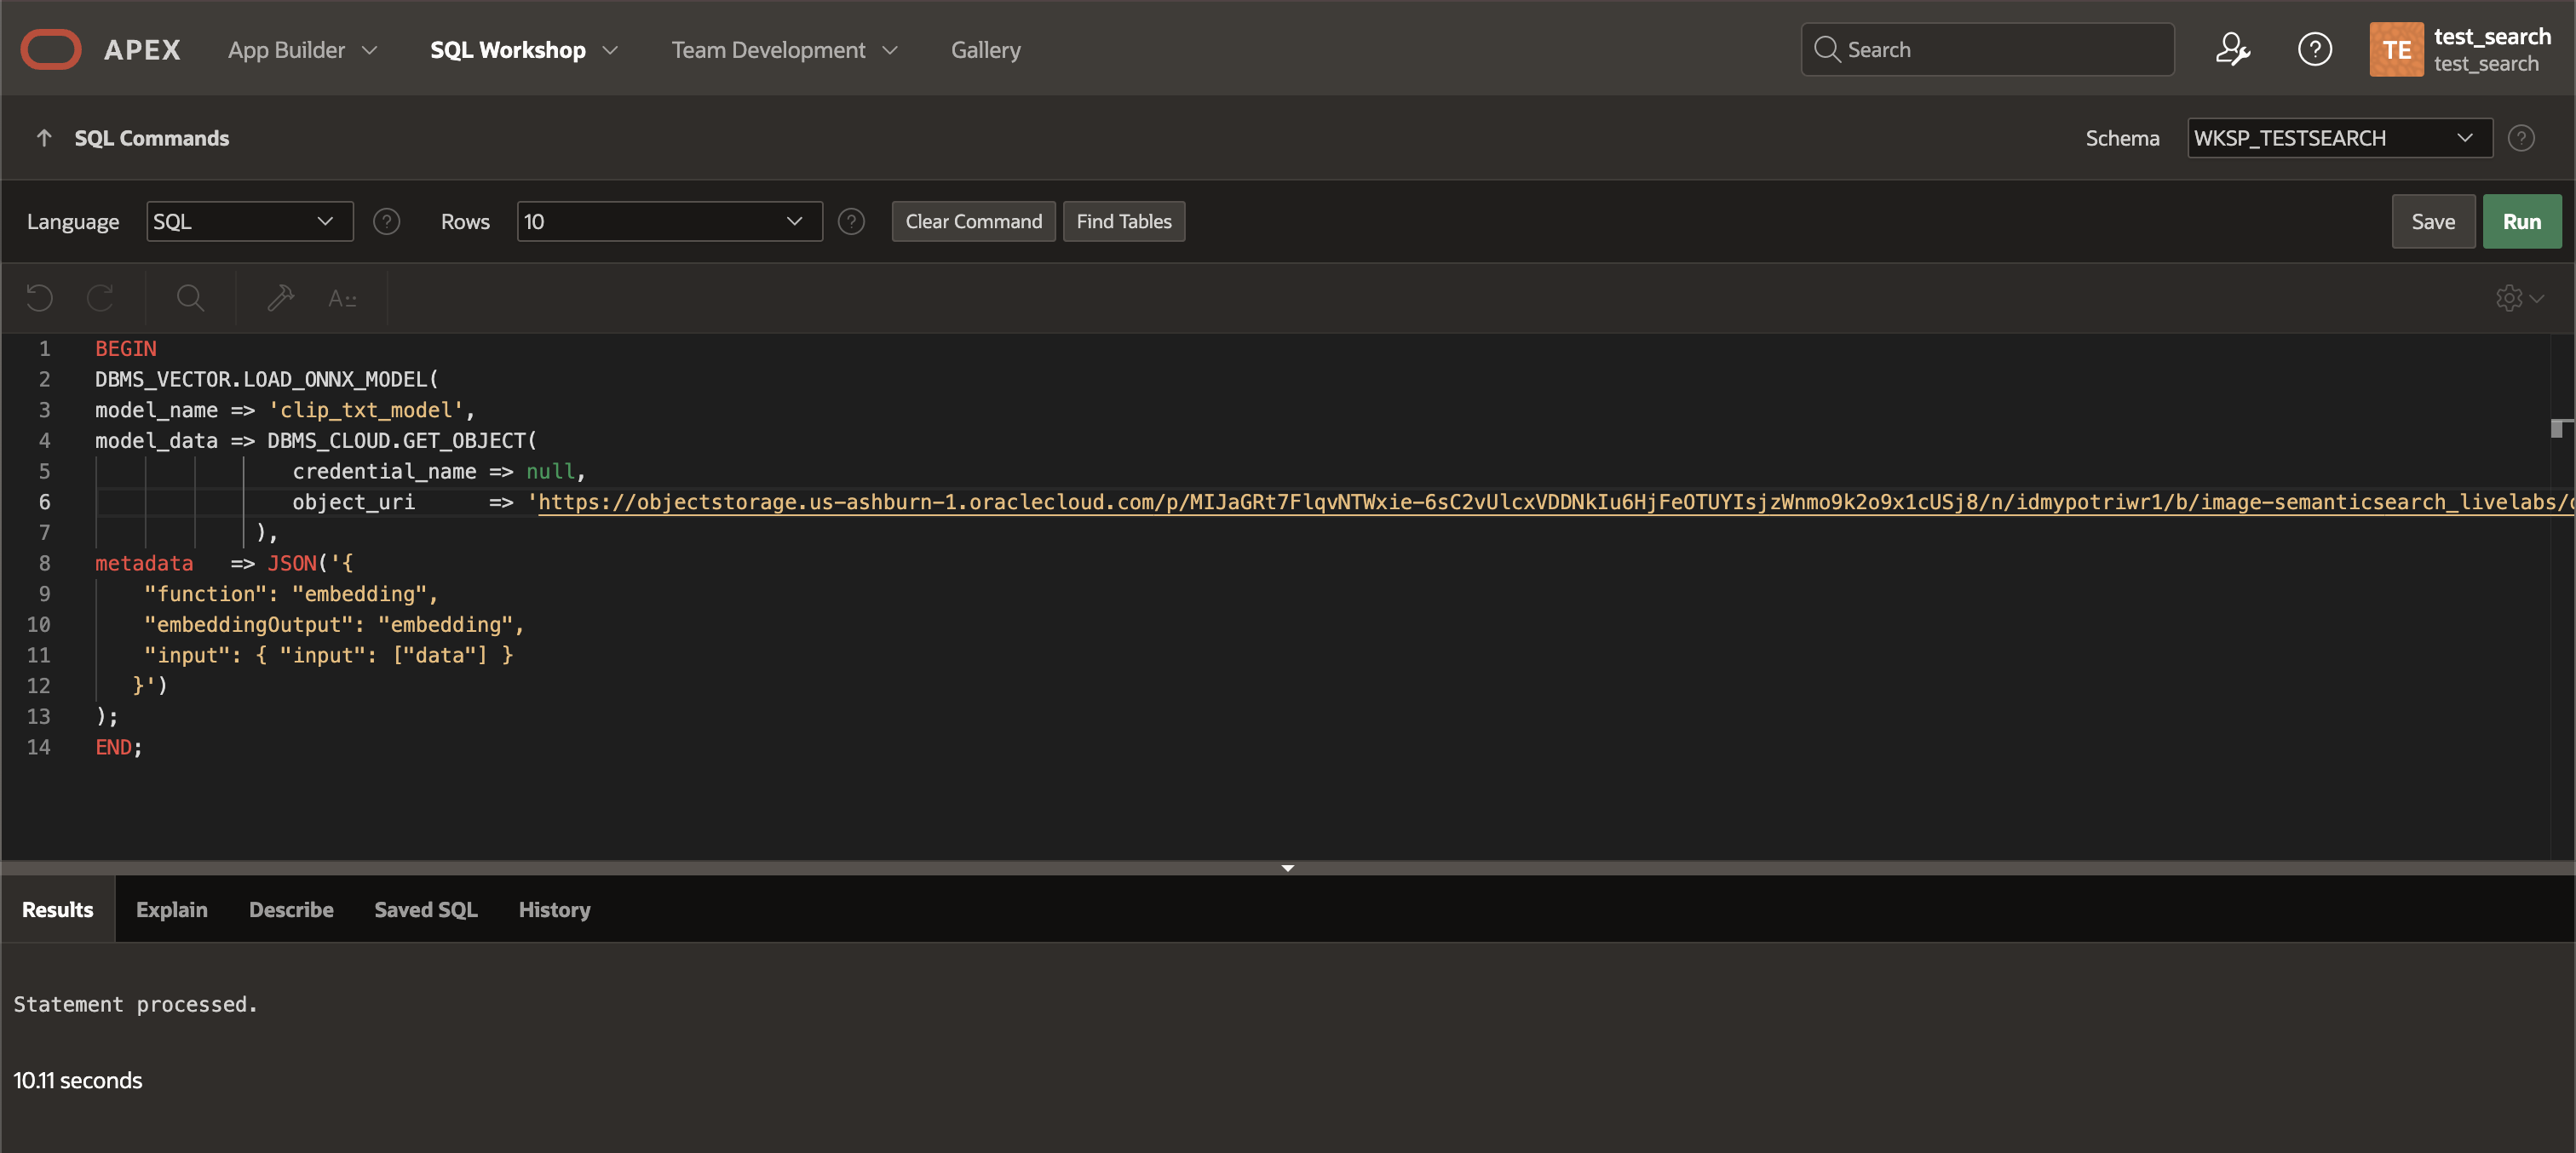 APEX App Builder SQL Workshop Team Development Gallery Search TE test_search
test_search
SQL Commands Schema WKSP_TESTSEARCH
Language SQL Rows 10 Clear Command Find Tables Save Run
1 BEGIN
2 DBMS_VECTOR.LOAD_ONNX_MODEL(
3 model_name => 'clip_txt_model',
4 model_data => DBMS_CLOUD.GET_OBJECT(
5 credential_name => null,
6 object_uri => 'https://objectstorage.us-ashburn-1.oraclecloud.com/p/MIJaGRt7FlqvNTWxie-6sC2vUlcxVDDNkIu6HjFeOTUYIsjzWnmo9k2o9x1cUSj8/n/idmypotriwr1/b/image-semanticsearch_livelabs/
7 ),
8 metadata => JSON('{
9 "function": "embedding",
10 "embeddingOutput": "embedding",
11 "input": { "input": ["data"] }
12 }')
13 );
14 END;
Results Explain Describe Saved SQL History
Statement processed.
10.11 seconds